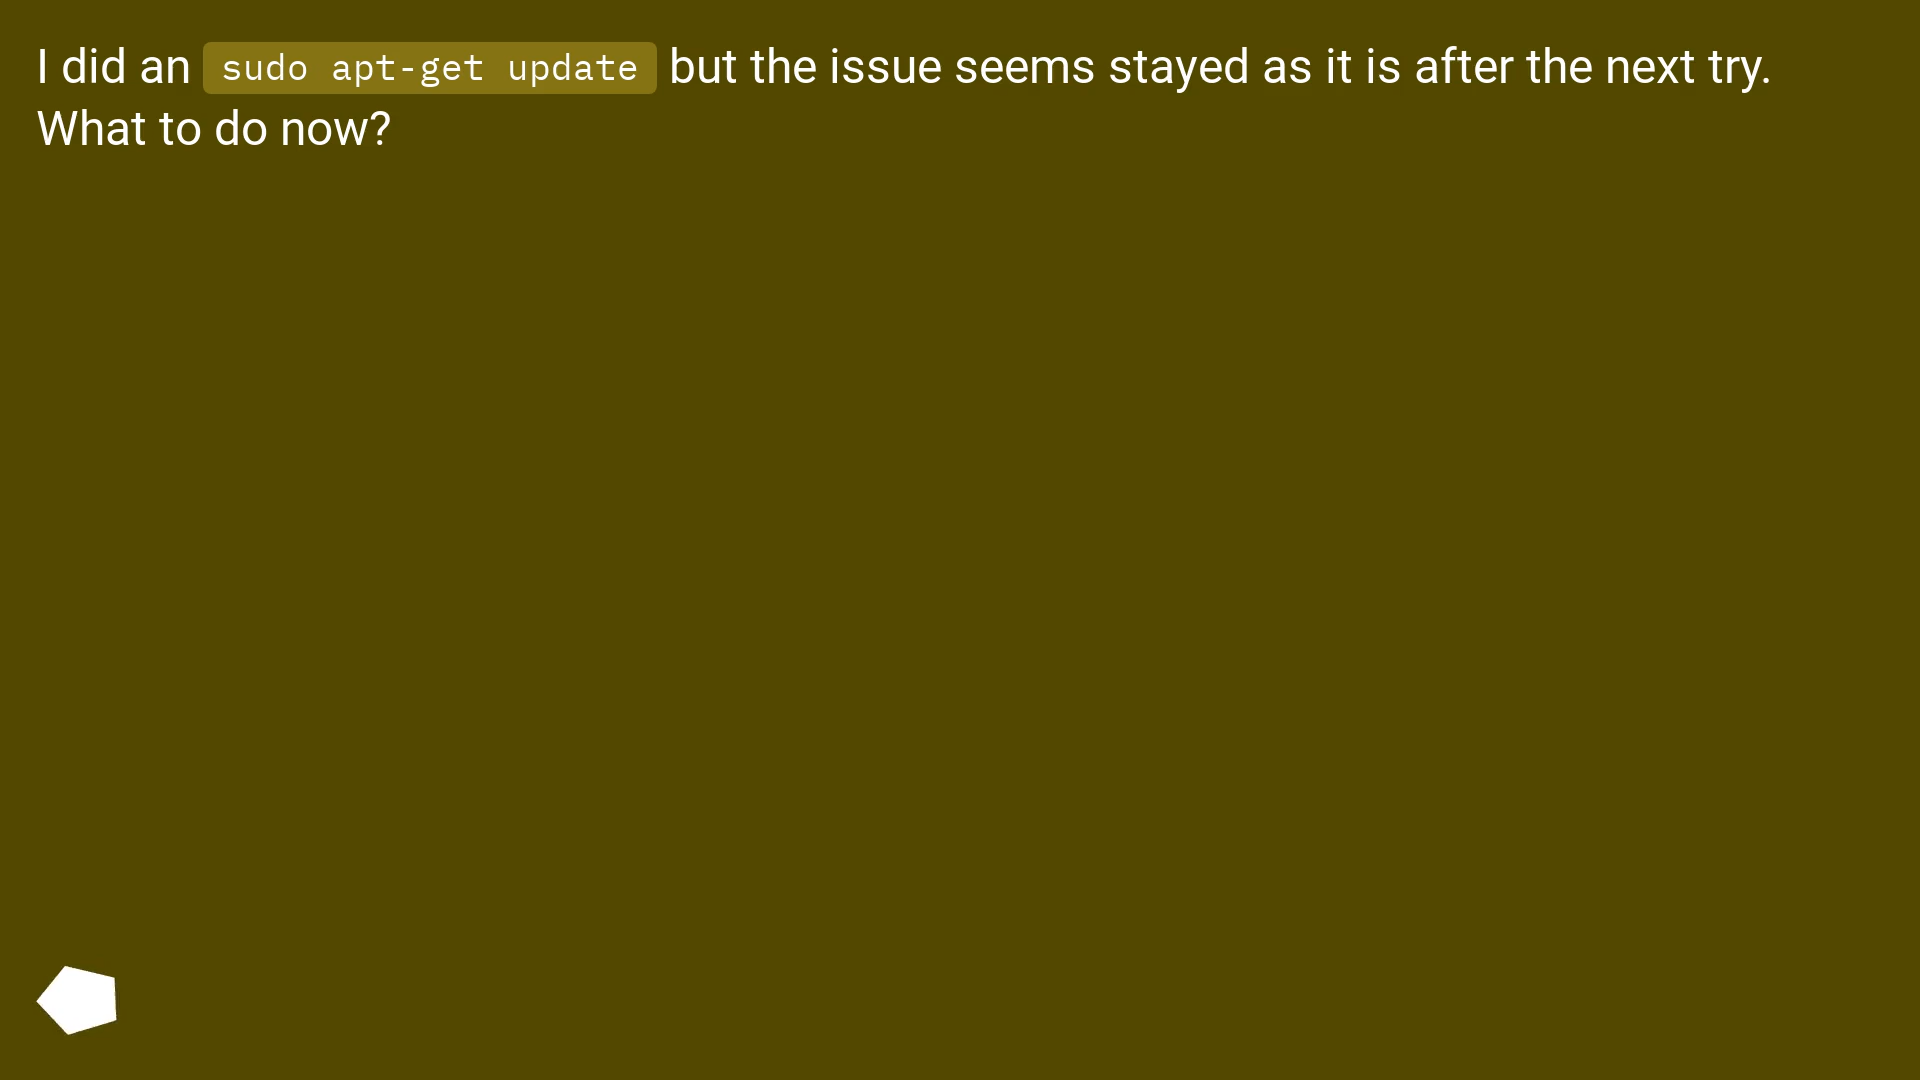 I did an sudo apt-get update but the issue seems stayed as it is after the next try.
What to do now?